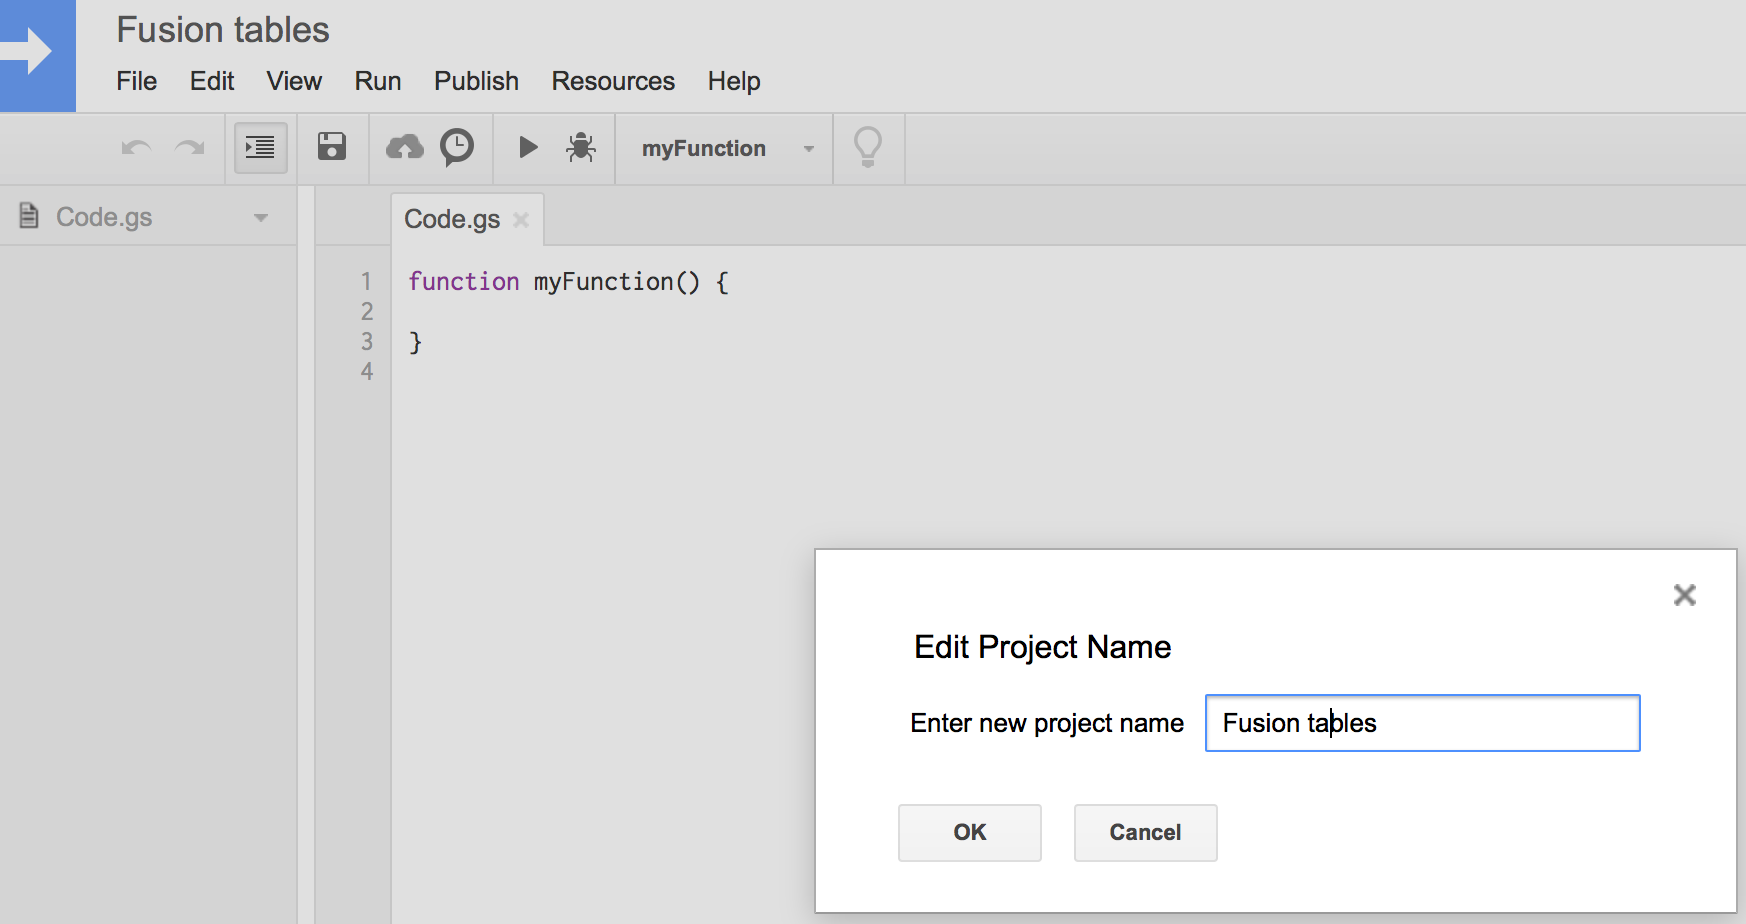 Fusion tables
File Edit View Run Publish Resources Help
myFunction
Code.gs
Code.gs
1 function myFunction() {
2
3 }
4
Edit Project Name
Enter new project name Fusion tables
OK Cancel